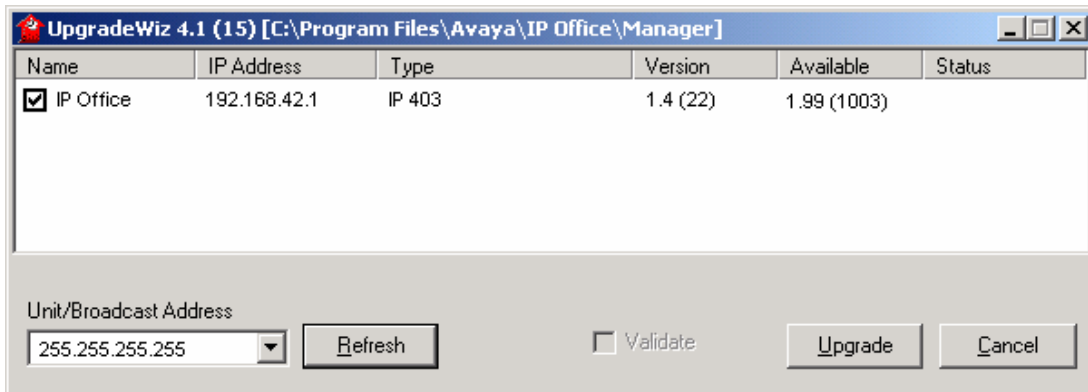 UpgradeWiz 4.1 (15) [C:\Program Files\Avaya\IP Office\Manager]
Name IP Address Type Version Available Status
IP Office 192.168.42.1 IP 403 1.4 (22) 1.99 (1003)
Unit/Broadcast Address
255.255.255.255 Refresh Validate Upgrade Cancel